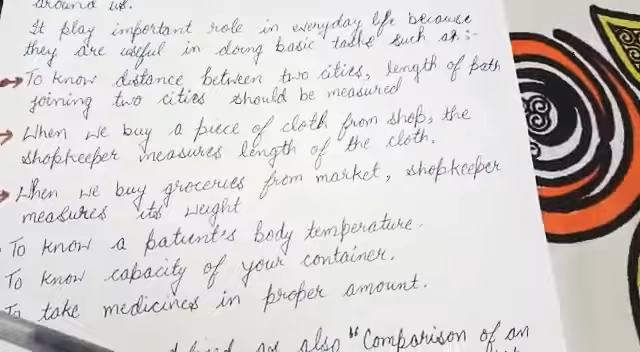 around us.
It play important role in everyday life because
they are useful in doing basic tasks such as :-
To know distance between two cities, length of path
joining two cities should be measured
When we buy a piece of cloth from shop, the
shopkeeper measures length of the cloth.
When we buy groceries from market, shopkeeper
measures its weight
To know a patient's body temperature.
To know capacity of your container.
To take medicines in proper amount.
also "Comparison of an